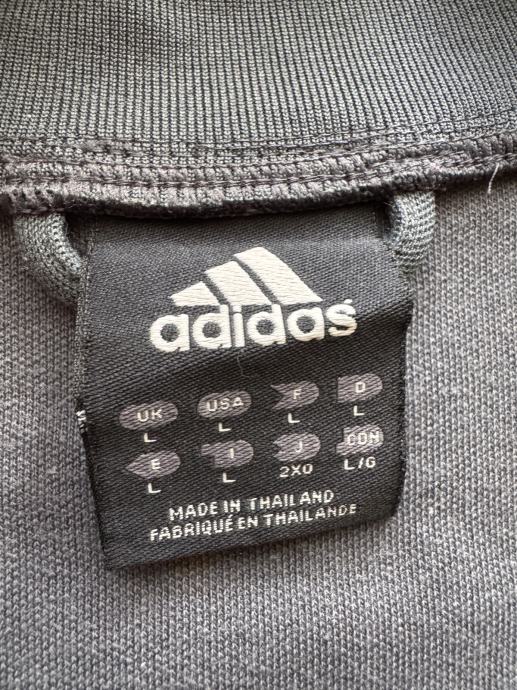 adidas
UK USA F D
L L L L
E I J CDN
L L 2XO L/G
MADE IN THAILAND
FABRIQUÉ EN THAILANDE